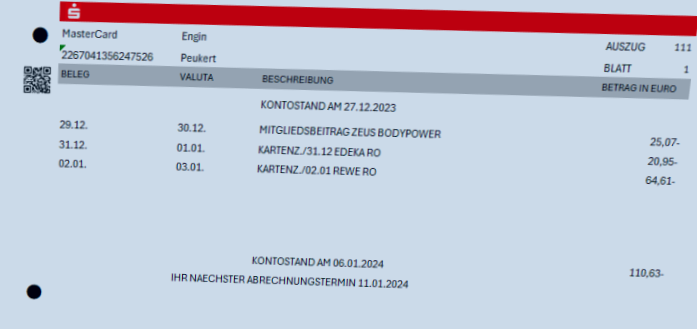 MasterCard Engin AUSZUG 111
2267041356247526 Peukert BLATT 1
BELEG VALUTA BESCHREIBUNG BETRAG IN EURO
KONTOSTAND AM 27.12.2023
29.12. 30.12. MITGLIEDSBEITRAG ZEUS BODYPOWER 25,07-
31.12. 01.01. KARTENZ./31.12 EDEKA RO 20,95-
02.01. 03.01. KARTENZ./02.01 REWE RO 64,61-
KONTOSTAND AM 06.01.2024 110,63-
IHR NAECHSTER ABRECHNUNGSTERMIN 11.01.2024